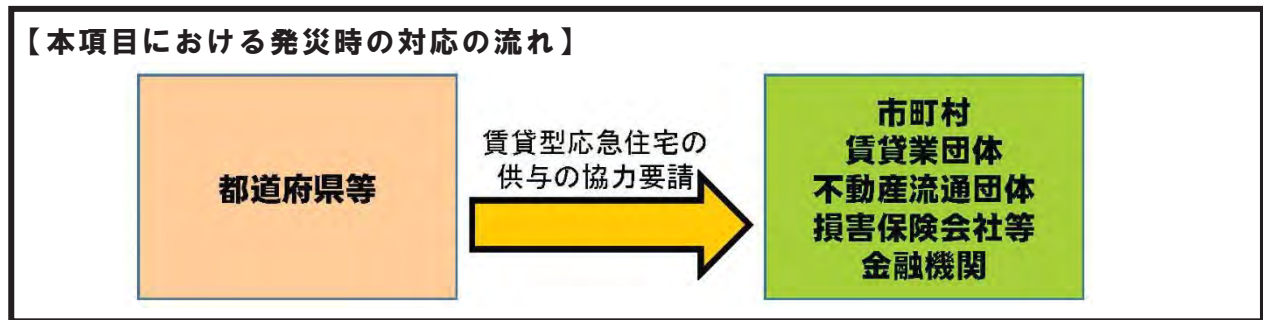 【本項目における発災時の対応の流れ】
都道府県等
賃貸型応急住宅の
供与の協力要請
市町村
賃貸業団体
不動産流通団体
損害保険会社等
金融機関